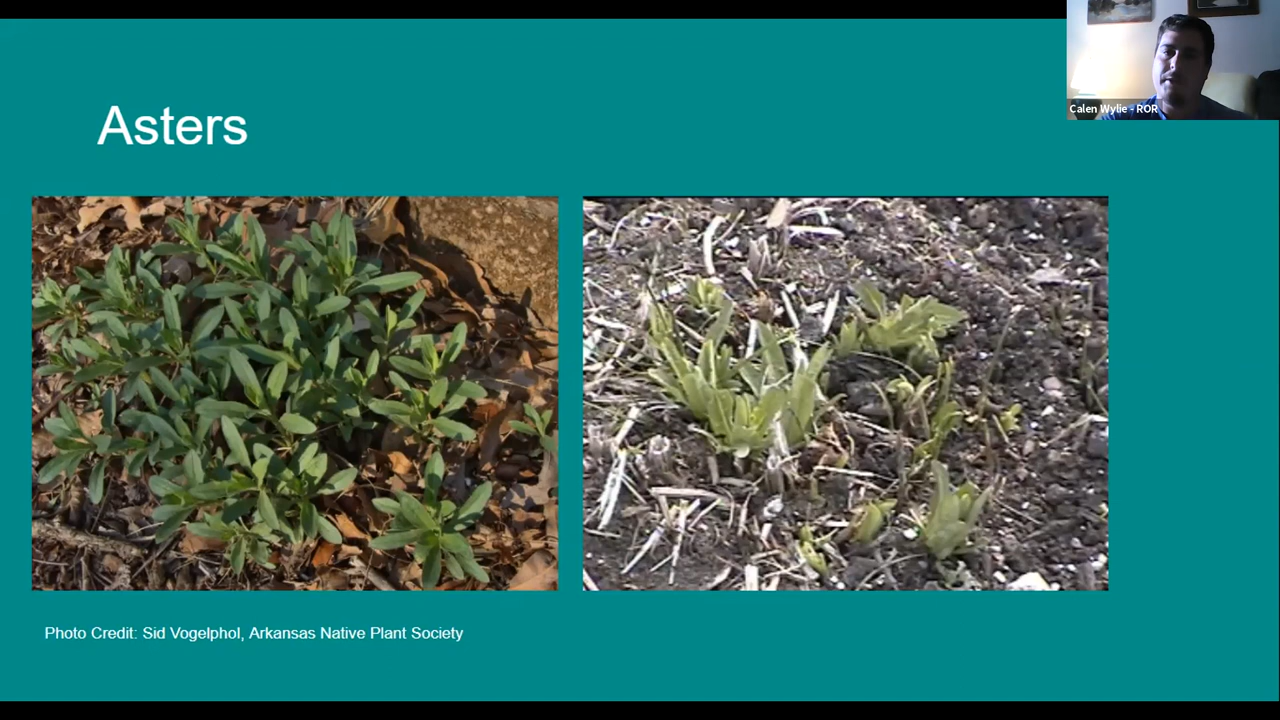 Asters
Calen Wylie - ROR
Photo Credit: Sid Vogelphol, Arkansas Native Plant Society